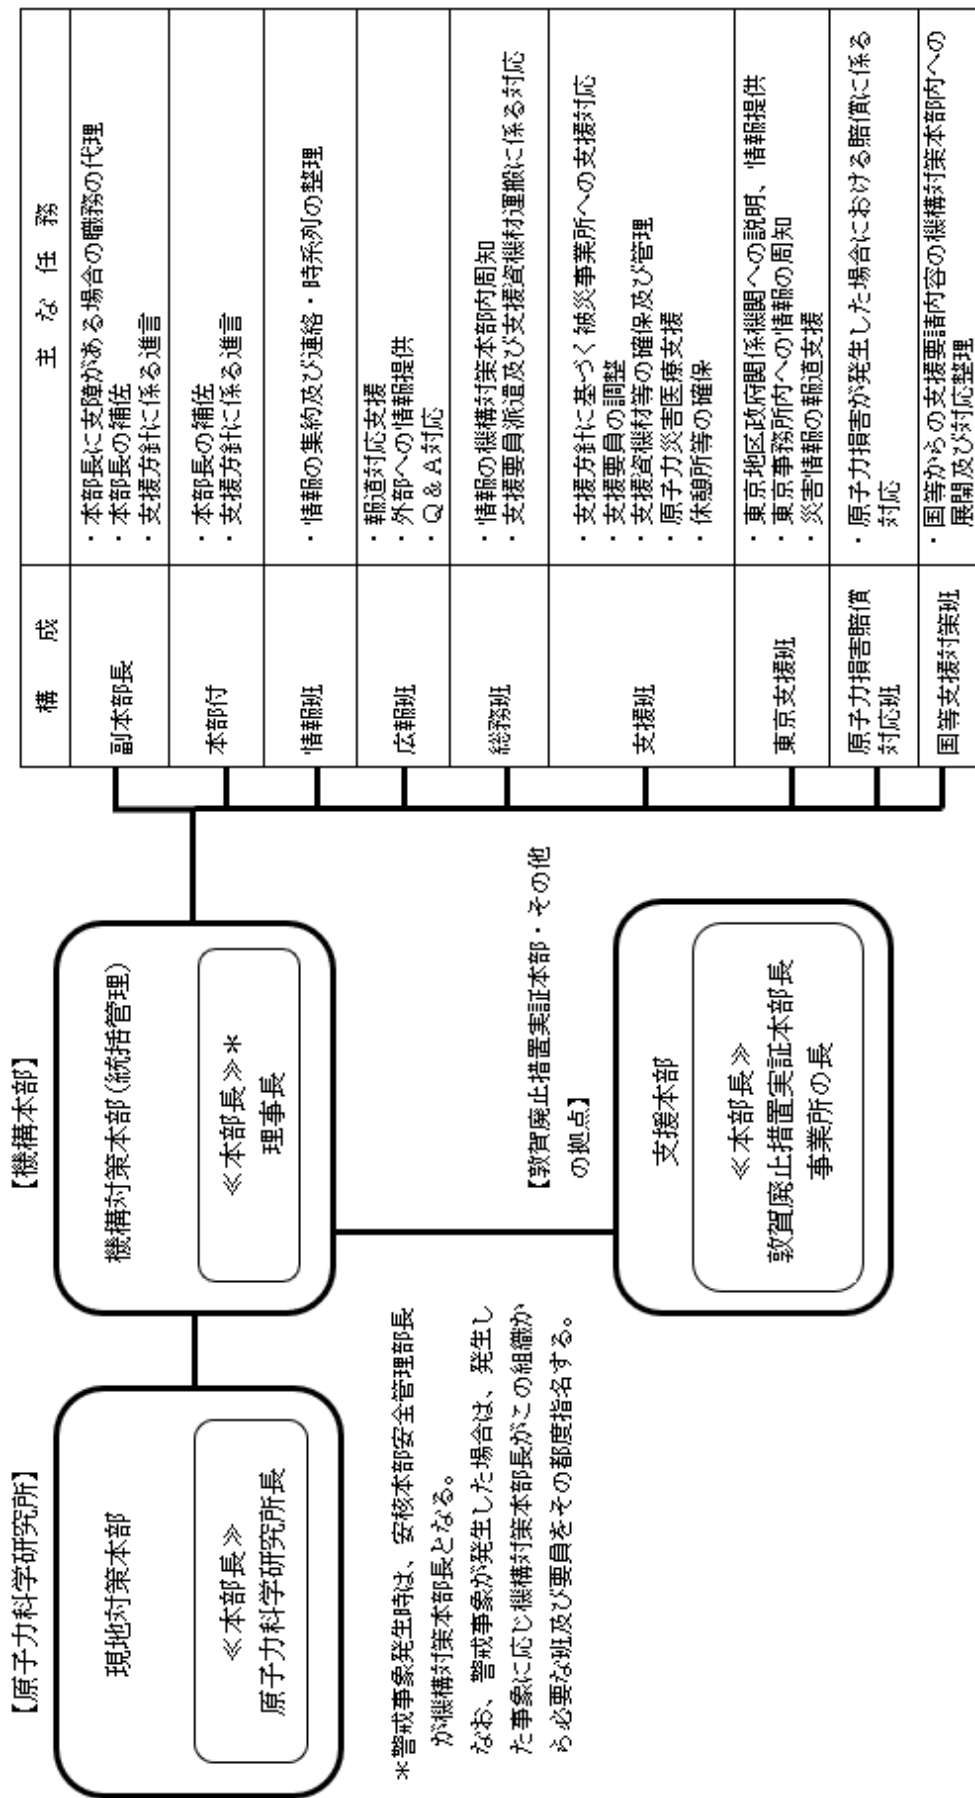 【原子力科学研究所】
現地対策本部
≪本部長≫
原子力科学研究所長
【機構本部】
機構対策本部(統括管理)
≪本部長≫*
理事長
*警戒事象発生時は、安核本部安全管理部長
が機構対策本部長となる。
なお、警戒事象が発生した場合は、発生し
た事象に応じ機構対策本部長がこの組織か
ら必要な班及び要員をその都度指名する。
【敦賀廃止措置実証本部・その他
の拠点】
支援本部
≪本部長≫
敦賀廃止措置実証本部長
事業所の長
構 成
主 な 任 務
副本部長
・本部長に支障がある場合の職務の代理
・本部長の補佐
・支援方針に係る進言
本部付
・本部長の補佐
・支援方針に係る進言
情報班
・情報の集約及び連絡・時系列の整理
広報班
・報道対応支援
・外部への情報提供
・Q&A対応
総務班
・情報の機構対策本部内周知
・支援要員派遣及び支援資機材運搬に係る対応
支援班
・支援方針に基づく被災事業所への支援対応
・支援要員の調整
・支援資機材等の確保及び管理
・原子力災害医療支援
・休憩所等の確保
東京支援班
・東京地区政府関係機関への説明、情報提供
・東京事務所内への情報の周知
・災害情報の報道支援
原子力損害賠償
対応班
・原子力損害が発生した場合における賠償に係る
対応
国等支援対策班
・国等からの支援要請内容の機構対策本部内への
展開及び対応整理